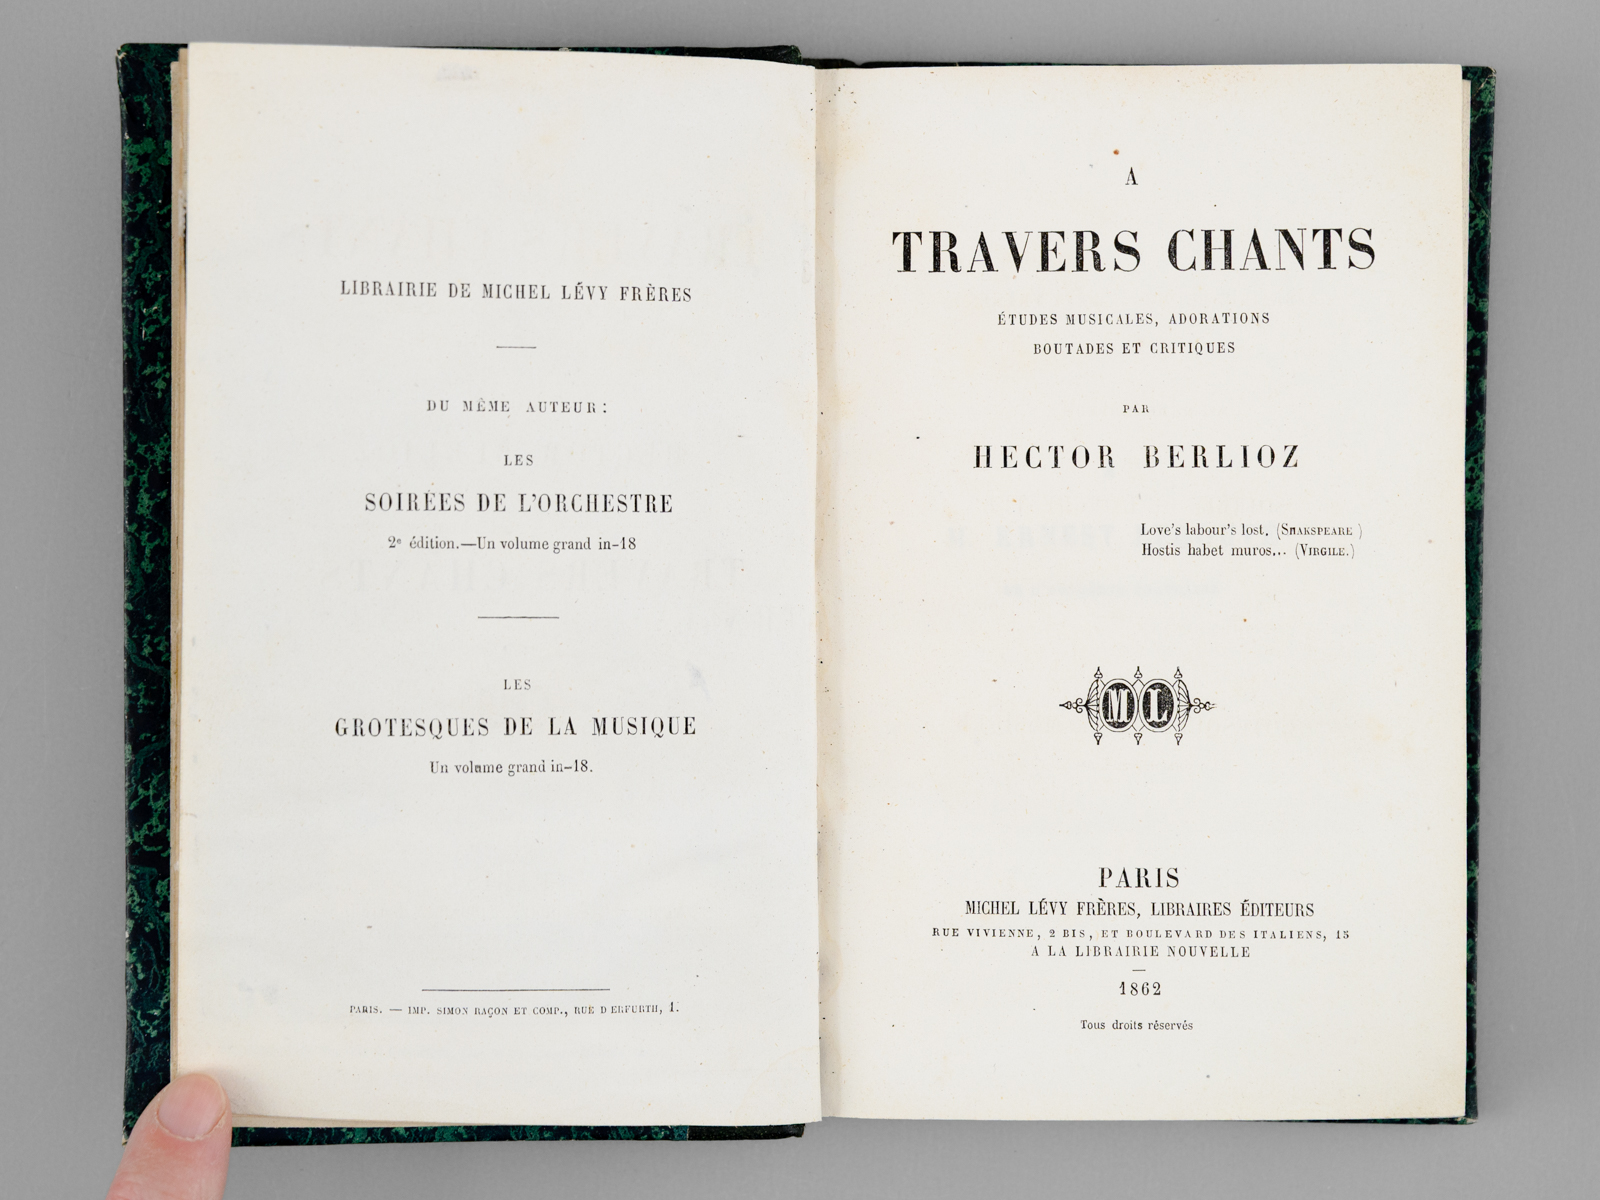 LIBRAIRIE DE MICHEL LÉVY FRÈRES
DU MÊME AUTEUR:
LES
SOIRÉES DE L'ORCHESTRE
2e édition.—Un volume grand in-18
LES
GROTESQUES DE LA MUSIQUE
Un volume grand in-18.
PARIS. — IMP. SIMON RAÇON ET COMP., RUE D ERFURTH, 1.
A
TRAVERS CHANTS
ÉTUDES MUSICALES, ADORATIONS
BOUTADES ET CRITIQUES
PAR
HECTOR BERLIOZ
Love's labour's lost. (SHAKSPEARE )
Hostis habet muros... (VIRGILE.)
ML
PARIS
MICHEL LÉVY FRÈRES, LIBRAIRES ÉDITEURS
RUE VIVIENNE, 2 BIS, ET BOULEVARD DES ITALIENS, 15
A LA LIBRAIRIE NOUVELLE
1862
Tous droits réservés